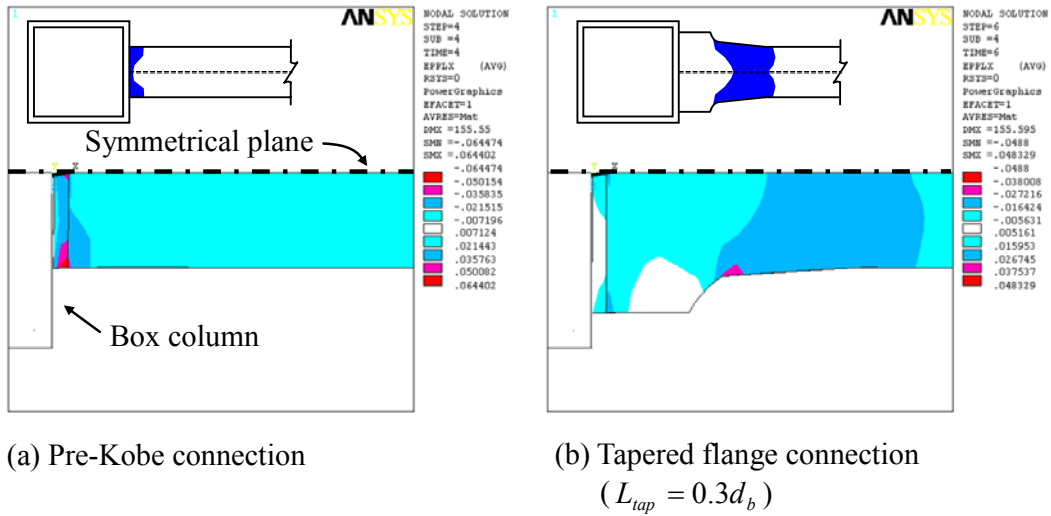 1
ANSYS
NODAL SOLUTION
STEP=4
SUB =4
TIME=4
EPPLX (AVG)
RSYS=0
PowerGraphics
EFACET=1
AVRES=Mat
DMX =155.55
SMN =-.064474
SMX =.064402
-.064474
-.050154
-.035835
-.021515
-.007196
.007124
.021443
.035763
.050082
.064402
Symmetrical plane
Y X
Box column
(a) Pre-Kobe connection
1
ANSYS
NODAL SOLUTION
STEP=6
SUB =4
TIME=6
EPPLX (AVG)
RSYS=0
PowerGraphics
EFACET=1
AVRES=Mat
DMX =155.595
SMN =-.0488
SMX =.048329
-.0488
-.038008
-.027216
-.016424
-.005631
.005161
.015953
.026745
.037537
.048329
Y X
(b) Tapered flange connection
( L_tap = 0.3d_b )